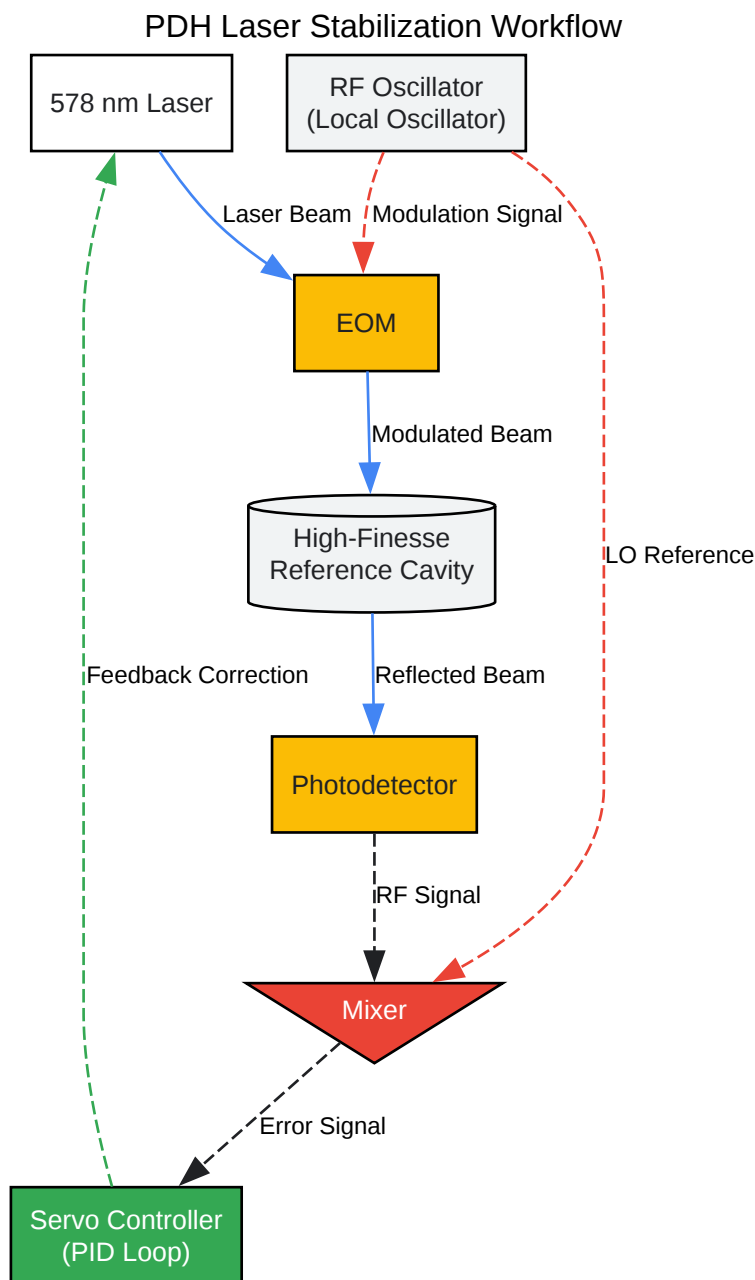 PDH Laser Stabilization Workflow
578 nm Laser
RF Oscillator
(Local Oscillator)
Laser Beam
Modulation Signal
EOM
Modulated Beam
High-Finesse
Reference Cavity
LO Reference
Feedback Correction
Reflected Beam
Photodetector
RF Signal
Mixer
Error Signal
Servo Controller
(PID Loop)